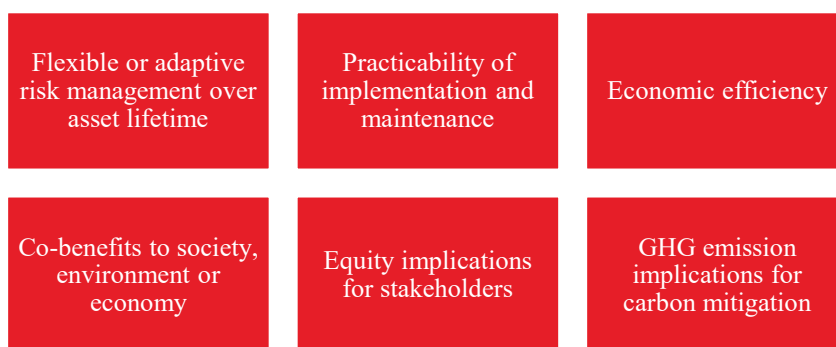 Flexible or adaptive
risk management over
asset lifetime
Practicability of
implementation and
maintenance
Economic efficiency
Co-benefits to society,
environment or
economy
Equity implications
for stakeholders
GHG emission
implications for
carbon mitigation